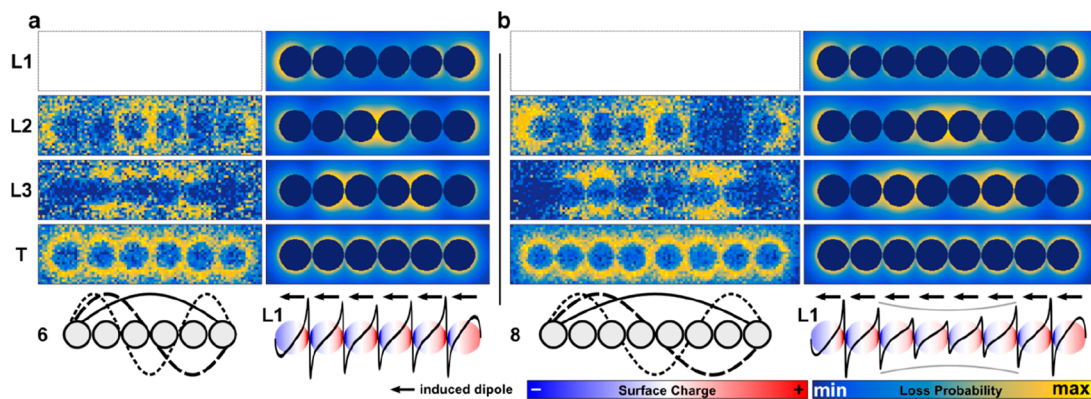 a b
L1
L2
L3
T
6 L1 8 L1
induced dipole
− Surface Charge +
min Loss Probability max